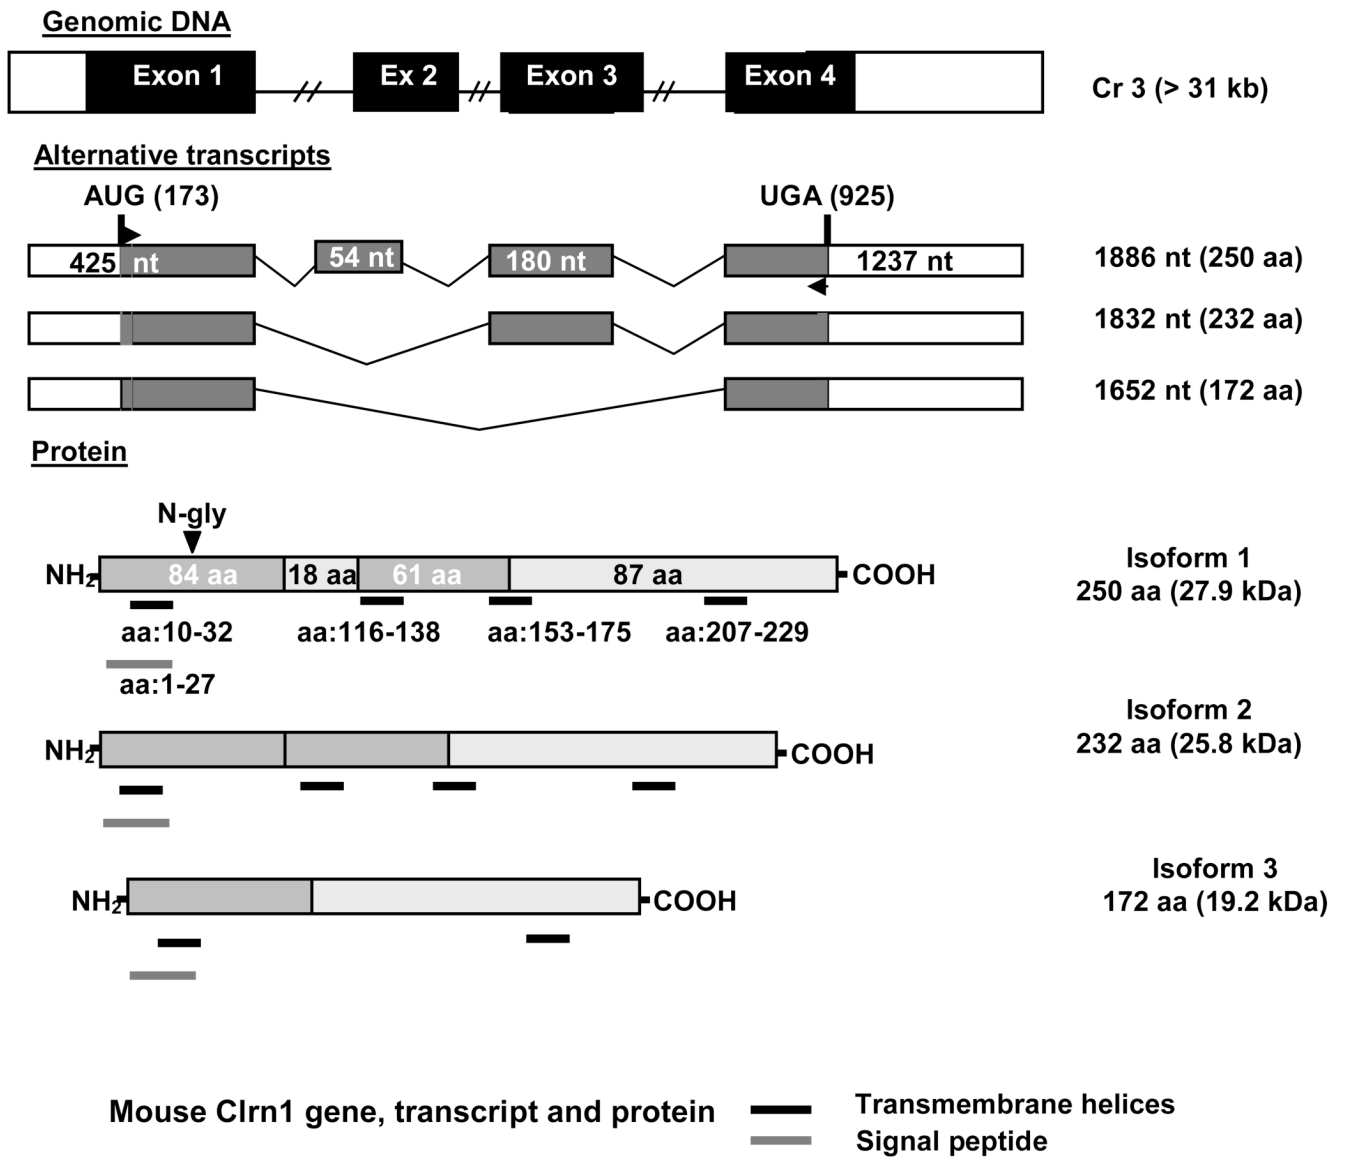 Genomic DNA
Exon 1 Ex 2 Exon 3 Exon 4 Cr 3 (> 31 kb)
Alternative transcripts
AUG (173) UGA (925)
425 nt 54 nt 180 nt 1237 nt 1886 nt (250 aa)
1832 nt (232 aa)
1652 nt (172 aa)
Protein
N-gly
NH2 84 aa 18 aa 61 aa 87 aa COOH
Isoform 1
250 aa (27.9 kDa)
aa:10-32 aa:116-138 aa:153-175 aa:207-229
aa:1-27
Isoform 2
232 aa (25.8 kDa)
NH2 COOH
Isoform 3
172 aa (19.2 kDa)
NH2 COOH
Mouse Clrn1 gene, transcript and protein
Transmembrane helices
Signal peptide